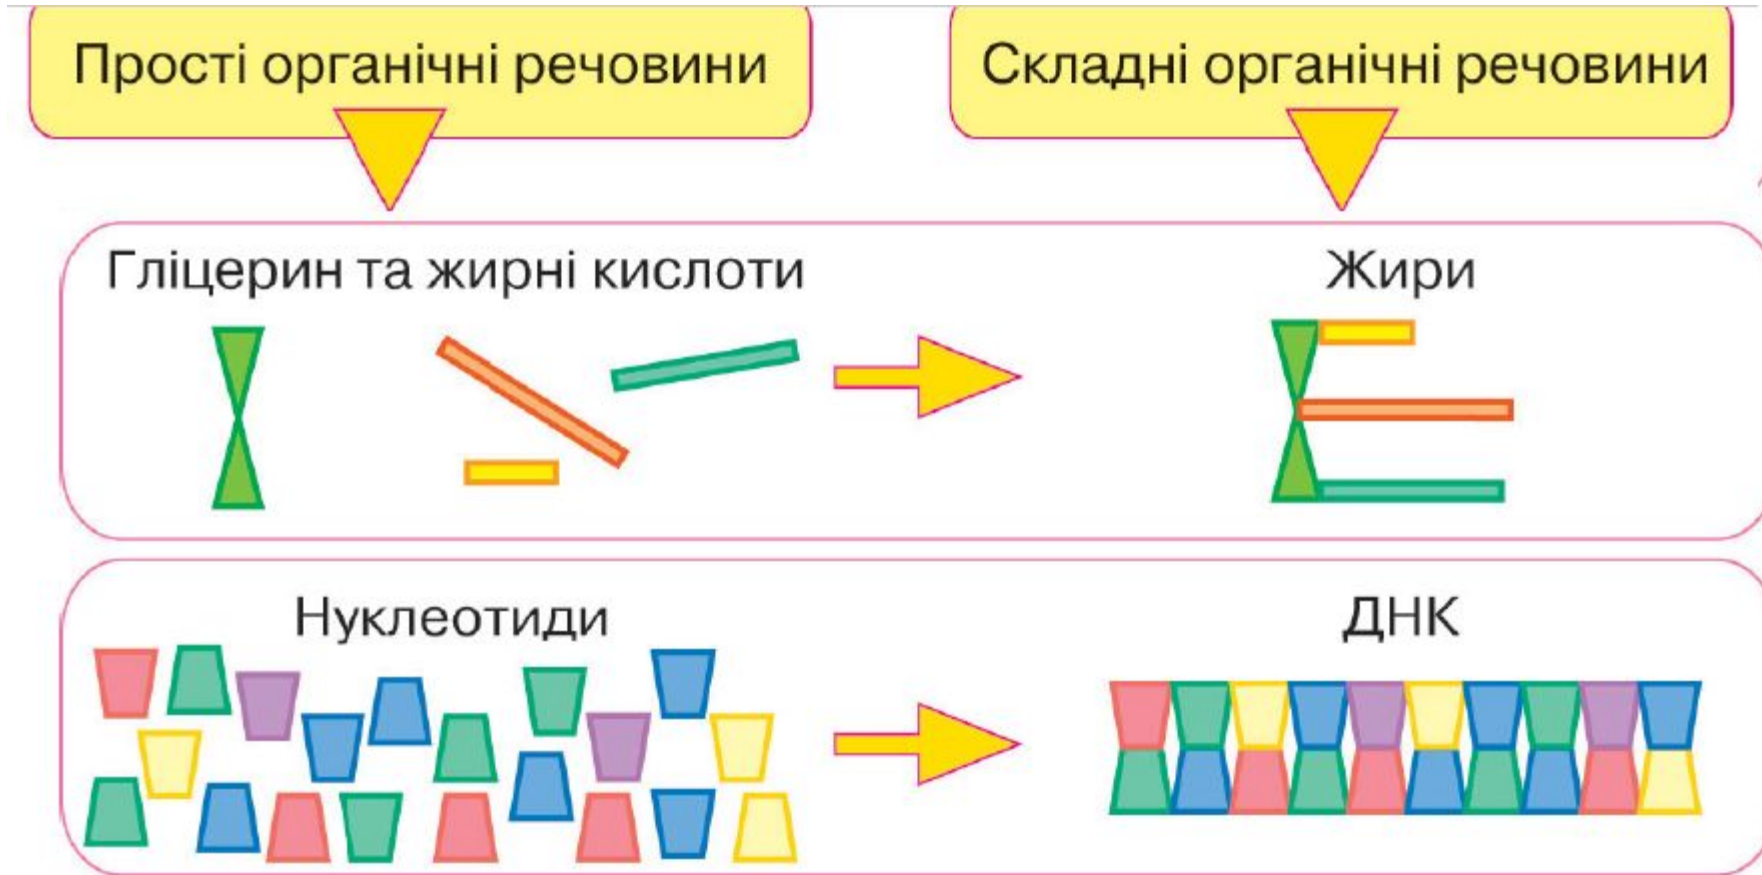 Прості органічні речовини
Складні органічні речовини
Гліцерин та жирні кислоти
Жири
Нуклеотиди
ДНК